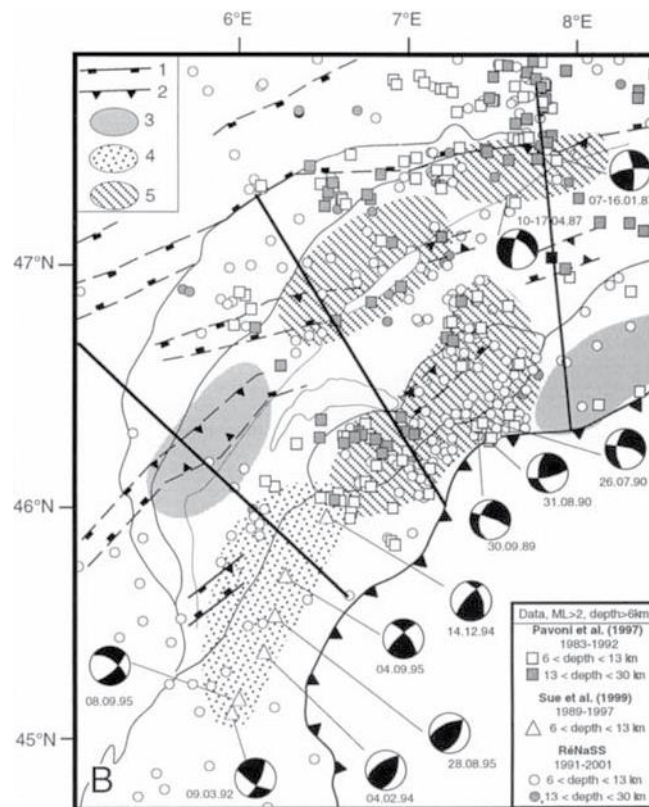 6°E
7°E
8°E
1
2
3
4
5
47°N
46°N
45°N
07-16.01.87
10-17.04.87
26.07.90
31.08.90
30.09.89
14.12.94
04.09.95
08.09.95
28.08.95
04.02.94
09.03.92
B
Data, ML>2, depth>6km
Pavoni et al. (1997)
1983-1992
6 < depth < 13 km
13 < depth < 30 km
Sue et al. (1999)
1989-1997
6 < depth < 13 km
RéNaSS
1991-2001
6 < depth < 13 km
13 < depth < 30 km